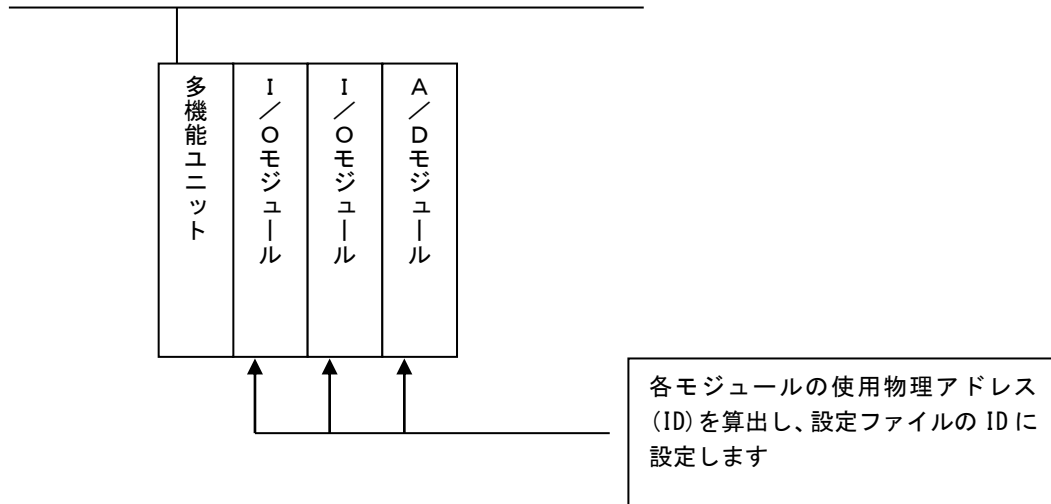 多機能ユニット
I／Oモジュール
I／Oモジュール
A／Dモジュール
各モジュールの使用物理アドレス
(ID)を算出し、設定ファイルの ID に
設定します